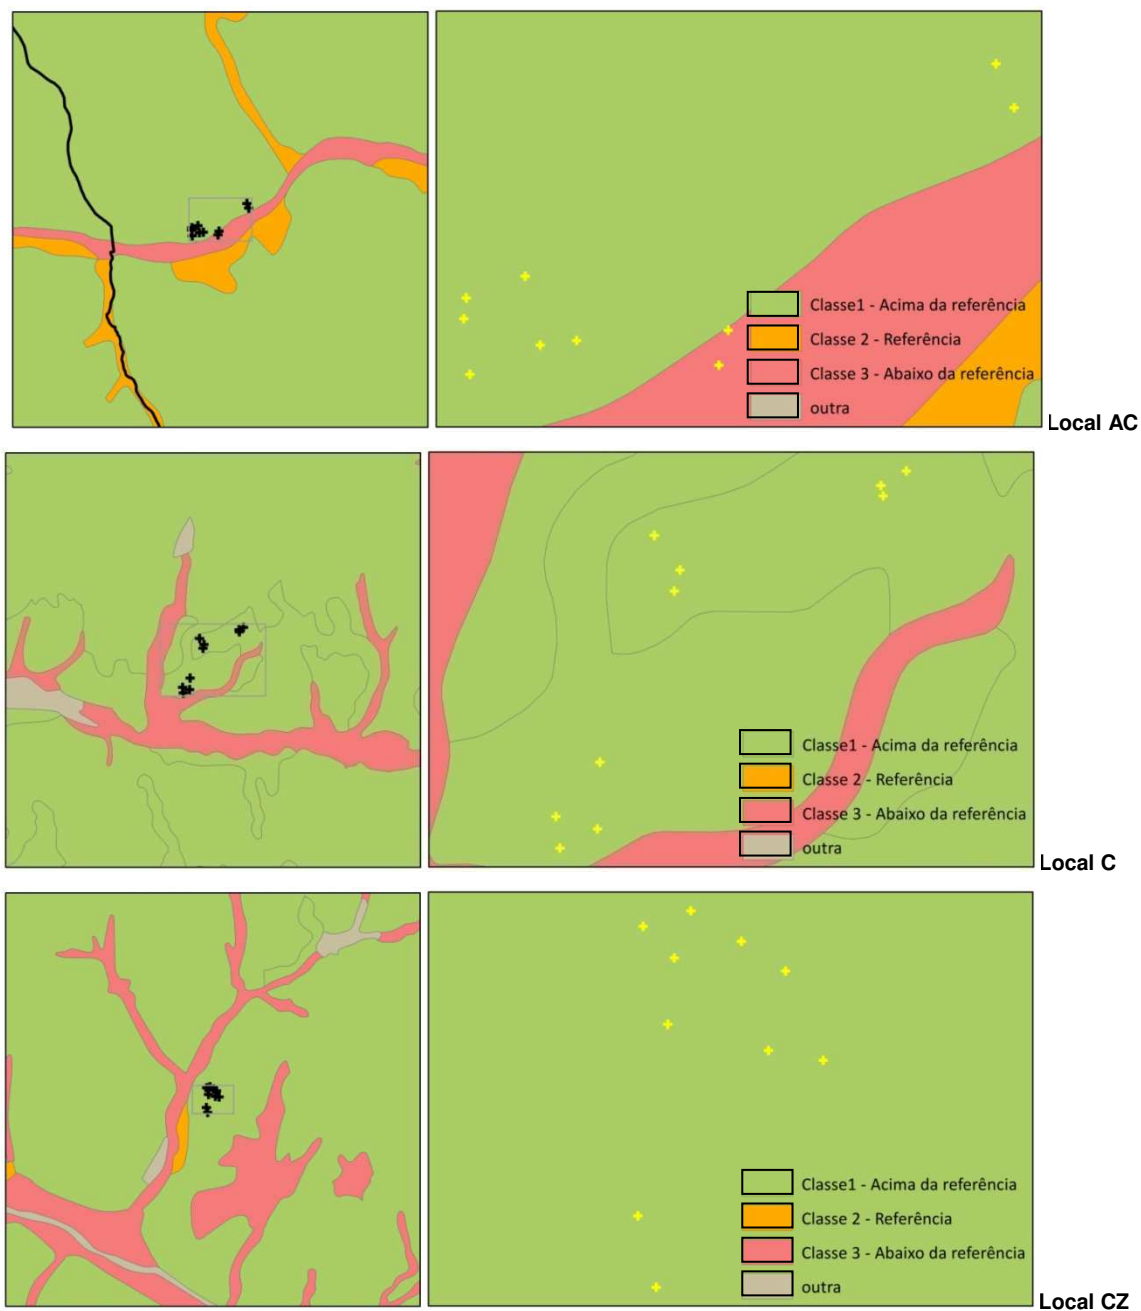 Classe1 - Acima da referência
Classe 2 - Referência
Classe 3 - Abaixo da referência
outra
Local AC
Classe1 - Acima da referência
Classe 2 - Referência
Classe 3 - Abaixo da referência
outra
Local C
Classe1 - Acima da referência
Classe 2 - Referência
Classe 3 - Abaixo da referência
outra
Local CZ